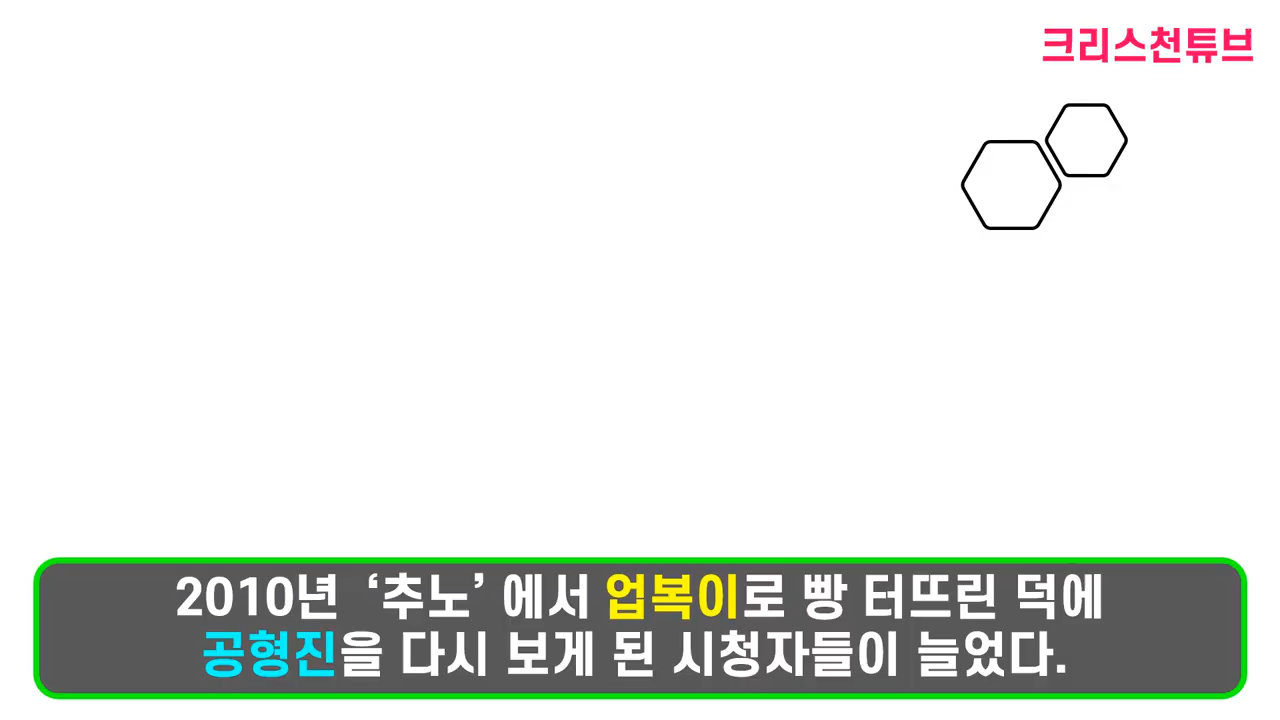 크리스천튜브
2010년 ‘추노’ 에서 업복이로 빵 터뜨린 덕에
공형진을 다시 보게 된 시청자들이 늘었다.